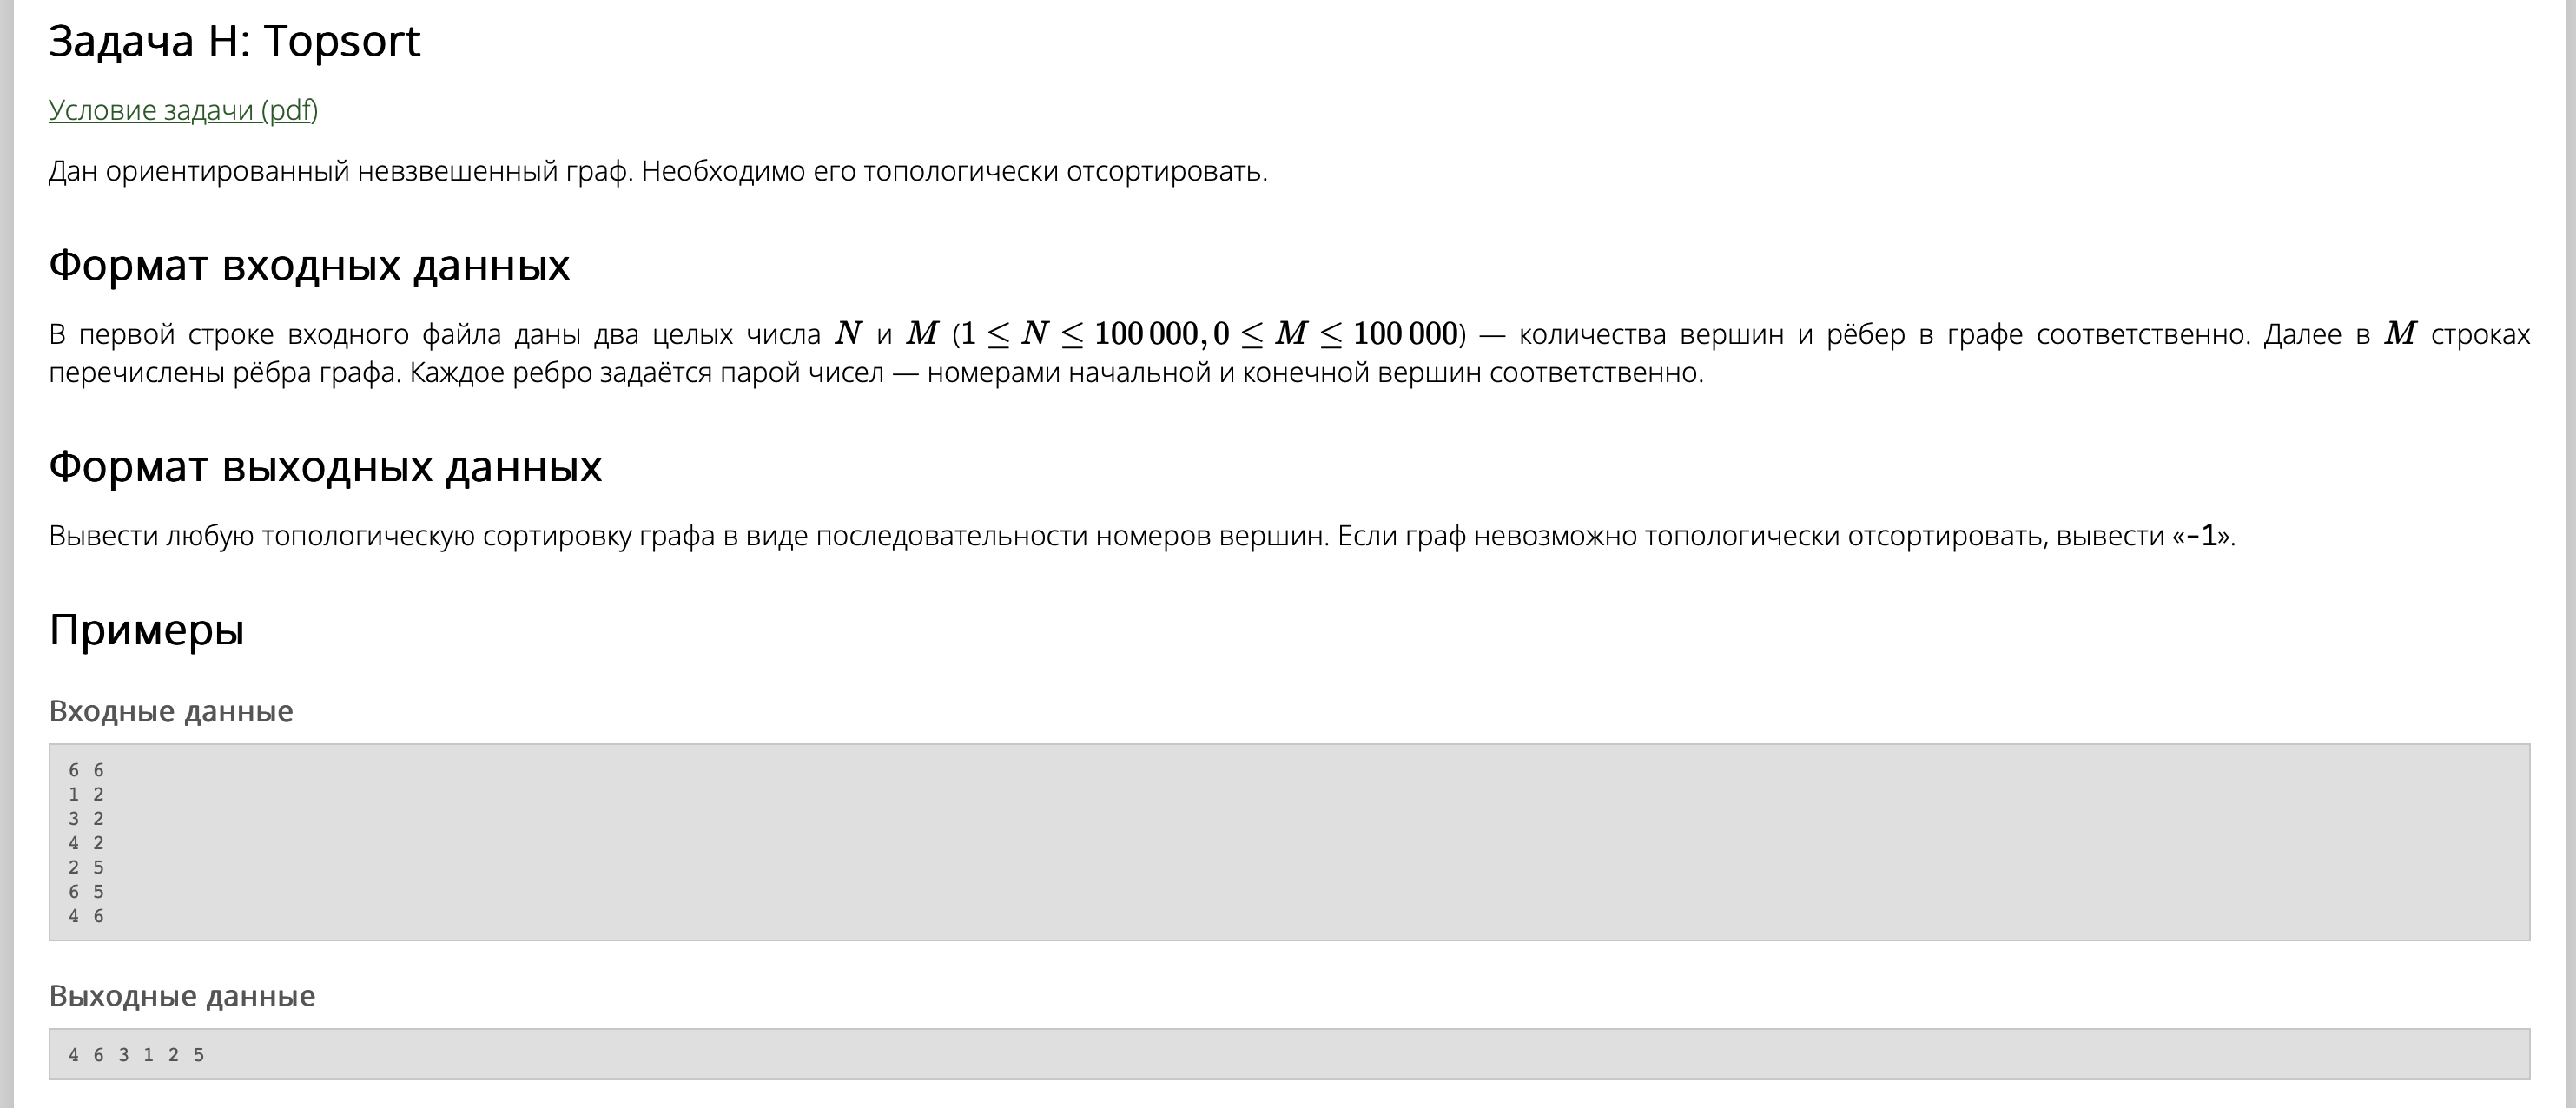 Задача H: Topsort
Условие задачи (pdf)
Дан ориентированный невзвешенный граф. Необходимо его топологически отсортировать.
Формат входных данных
В первой строке входного файла даны два целых числа N и M (1 ≤ N ≤ 100 000, 0 ≤ M ≤ 100 000) — количества вершин и рёбер в графе соответственно. Далее в M строках
перечислены рёбра графа. Каждое ребро задаётся парой чисел — номерами начальной и конечной вершин соответственно.
Формат выходных данных
Вывести любую топологическую сортировку графа в виде последовательности номеров вершин. Если граф невозможно топологически отсортировать, вывести «-1».
Примеры
Входные данные
6 6
1 2
3 2
4 2
2 5
6 5
4 6
Выходные данные
4 6 3 1 2 5